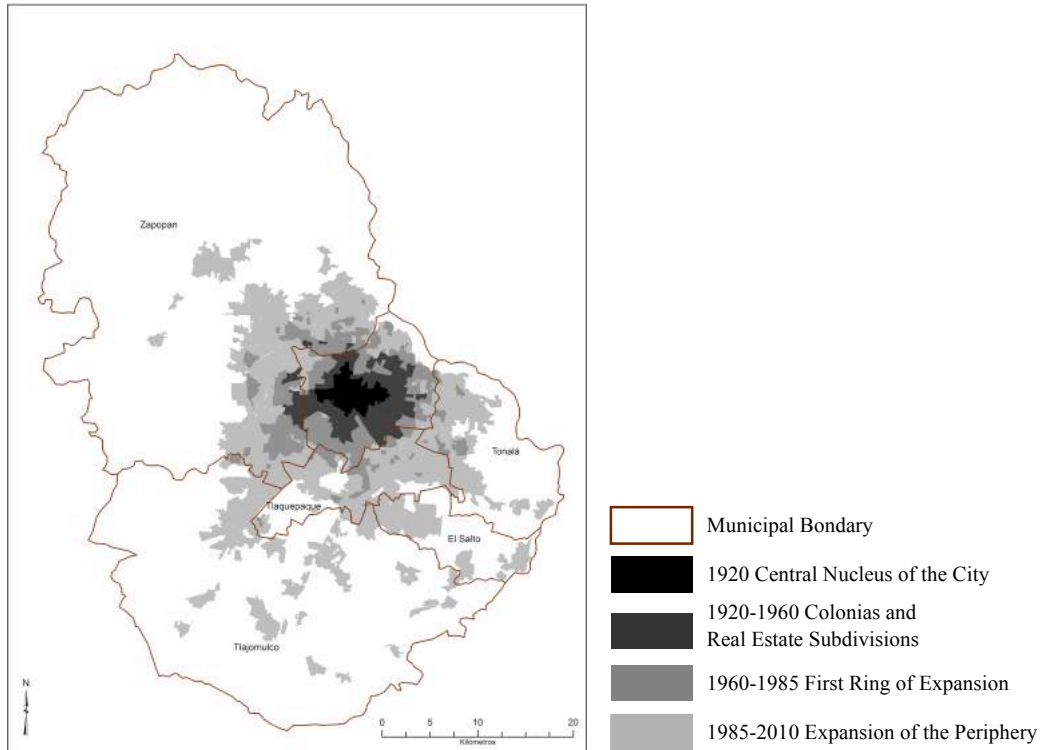 Zapopan
Tonalá
Tlaquepaque
El Salto
Tlajomulco
N
0 5 10 20
Kilometros
Municipal Bondary
1920 Central Nucleus of the City
1920-1960 Colonias and
Real Estate Subdivisions
1960-1985 First Ring of Expansion
1985-2010 Expansion of the Periphery